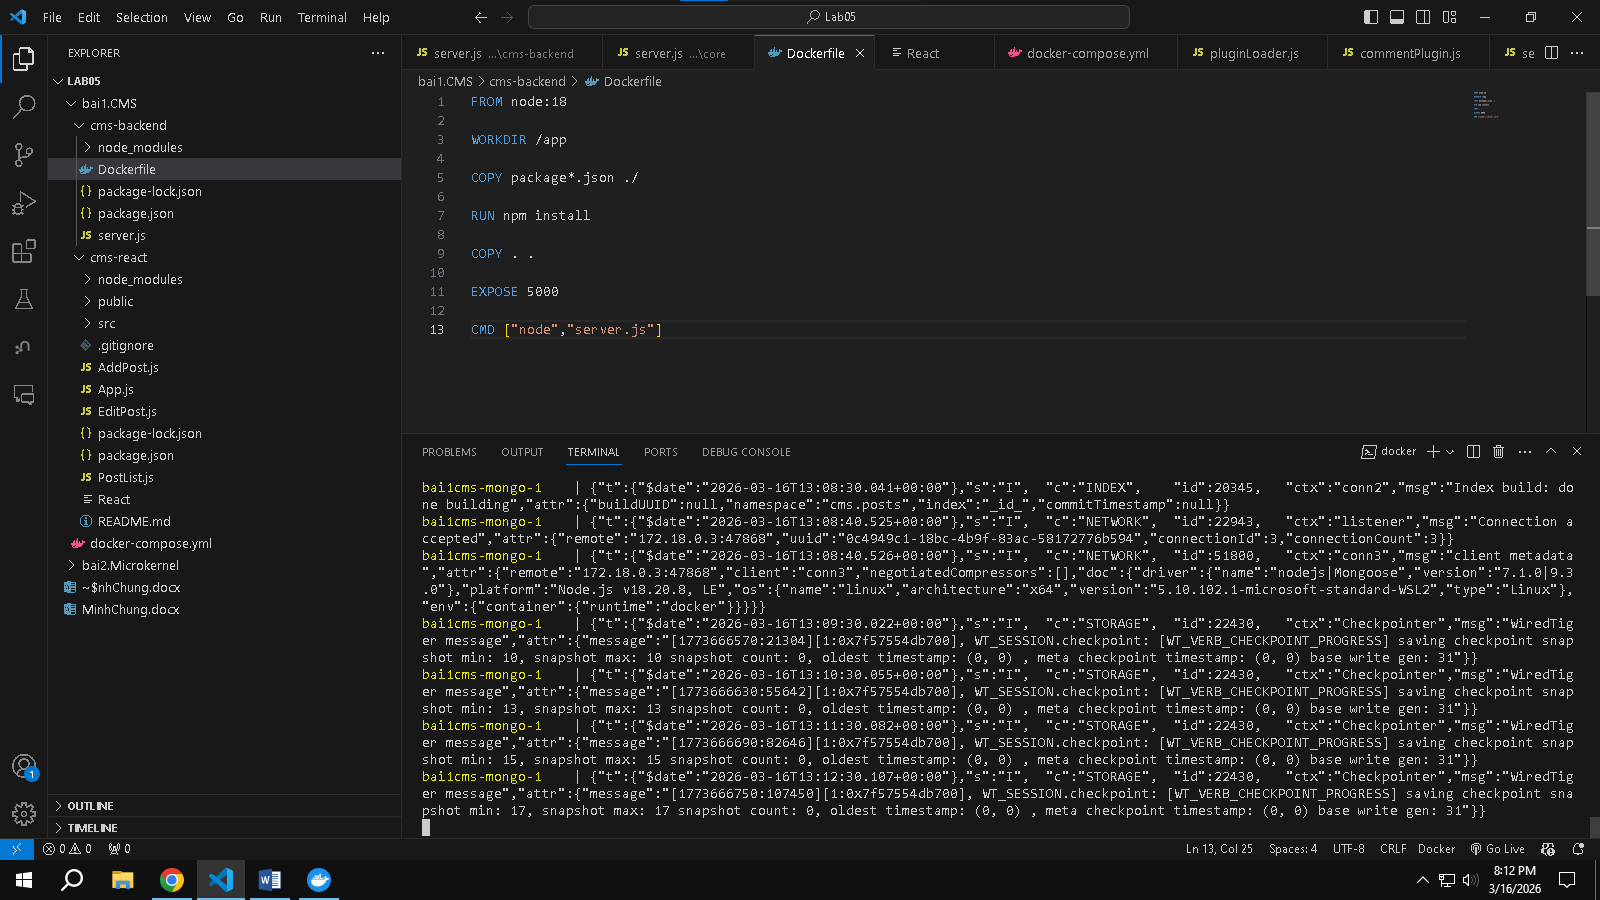 File Edit Selection View Go Run Terminal Help
Lab05
EXPLORER
LAB05
bai1.CMS
cms-backend
node_modules
Dockerfile
package-lock.json
package.json
JS server.js
cms-react
node_modules
public
src
.gitignore
JS AddPost.js
JS App.js
JS EditPost.js
package-lock.json
package.json
JS PostList.js
React
README.md
docker-compose.yml
bai2.Microkernel
~$nhChung.docx
MinhChung.docx
OUTLINE
TIMELINE
JS server.js ...\cms-backend JS server.js ...\core Dockerfile React docker-compose.yml JS pluginLoader.js JS commentPlugin.js JS se
bai1.CMS > cms-backend > Dockerfile
1 FROM node:18
2
3 WORKDIR /app
4
5 COPY package*.json ./
6
7 RUN npm install
8
9 COPY . .
10
11 EXPOSE 5000
12
13 CMD ["node","server.js"]
PROBLEMS OUTPUT TERMINAL PORTS DEBUG CONSOLE
docker
bai1cms-mongo-1 | {"t":{"$date":"2026-03-16T13:08:30.041+00:00"},"s":"I", "c":"INDEX", "id":20345, "ctx":"conn2","msg":"Index build: do
ne building","attr":{"buildUUID":null,"namespace":"cms.posts","index":"_id_","commitTimestamp":null}}
bai1cms-mongo-1 | {"t":{"$date":"2026-03-16T13:08:40.525+00:00"},"s":"I", "c":"NETWORK", "id":22943, "ctx":"listener","msg":"Connection a
ccepted","attr":{"remote":"172.18.0.3:47868","uuid":"0c4949c1-18bc-4b9f-83ac-58172776b594","connectionId":3,"connectionCount":3}}
bai1cms-mongo-1 | {"t":{"$date":"2026-03-16T13:08:40.526+00:00"},"s":"I", "c":"NETWORK", "id":51800, "ctx":"conn3","msg":"client metadata
","attr":{"remote":"172.18.0.3:47868","client":"conn3","negotiatedCompressors":[],"doc":{"driver":{"name":"nodejs|Mongoose","version":"7.1.0|9.3
.0"},"platform":"Node.js v18.20.8, LE","os":{"name":"linux","architecture":"x64","version":"5.10.102.1-microsoft-standard-WSL2","type":"Linux"},
"env":{"container":{"runtime":"docker"}}}}}
bai1cms-mongo-1 | {"t":{"$date":"2026-03-16T13:09:30.022+00:00"},"s":"I", "c":"STORAGE", "id":22430, "ctx":"Checkpointer","msg":"WiredTig
er message","attr":{"message":"[1773666570:21304][1:0x7f57554db700], WT_SESSION.checkpoint: [WT_VERB_CHECKPOINT_PROGRESS] saving checkpoint snap
shot min: 10, snapshot max: 10 snapshot count: 0, oldest timestamp: (0, 0) , meta checkpoint timestamp: (0, 0) base write gen: 31"}}
bai1cms-mongo-1 | {"t":{"$date":"2026-03-16T13:10:30.055+00:00"},"s":"I", "c":"STORAGE", "id":22430, "ctx":"Checkpointer","msg":"WiredTig
er message","attr":{"message":"[1773666630:55642][1:0x7f57554db700], WT_SESSION.checkpoint: [WT_VERB_CHECKPOINT_PROGRESS] saving checkpoint snap
shot min: 13, snapshot max: 13 snapshot count: 0, oldest timestamp: (0, 0) , meta checkpoint timestamp: (0, 0) base write gen: 31"}}
bai1cms-mongo-1 | {"t":{"$date":"2026-03-16T13:11:30.082+00:00"},"s":"I", "c":"STORAGE", "id":22430, "ctx":"Checkpointer","msg":"WiredTig
er message","attr":{"message":"[1773666690:82646][1:0x7f57554db700], WT_SESSION.checkpoint: [WT_VERB_CHECKPOINT_PROGRESS] saving checkpoint snap
shot min: 15, snapshot max: 15 snapshot count: 0, oldest timestamp: (0, 0) , meta checkpoint timestamp: (0, 0) base write gen: 31"}}
bai1cms-mongo-1 | {"t":{"$date":"2026-03-16T13:12:30.107+00:00"},"s":"I", "c":"STORAGE", "id":22430, "ctx":"Checkpointer","msg":"WiredTig
er message","attr":{"message":"[1773666750:107450][1:0x7f57554db700], WT_SESSION.checkpoint: [WT_VERB_CHECKPOINT_PROGRESS] saving checkpoint sna
pshot min: 17, snapshot max: 17 snapshot count: 0, oldest timestamp: (0, 0) , meta checkpoint timestamp: (0, 0) base write gen: 31"}}
0 0 0 Ln 13, Col 25 Spaces: 4 UTF-8 CRLF Docker Go Live
1
8:12 PM
3/16/2026